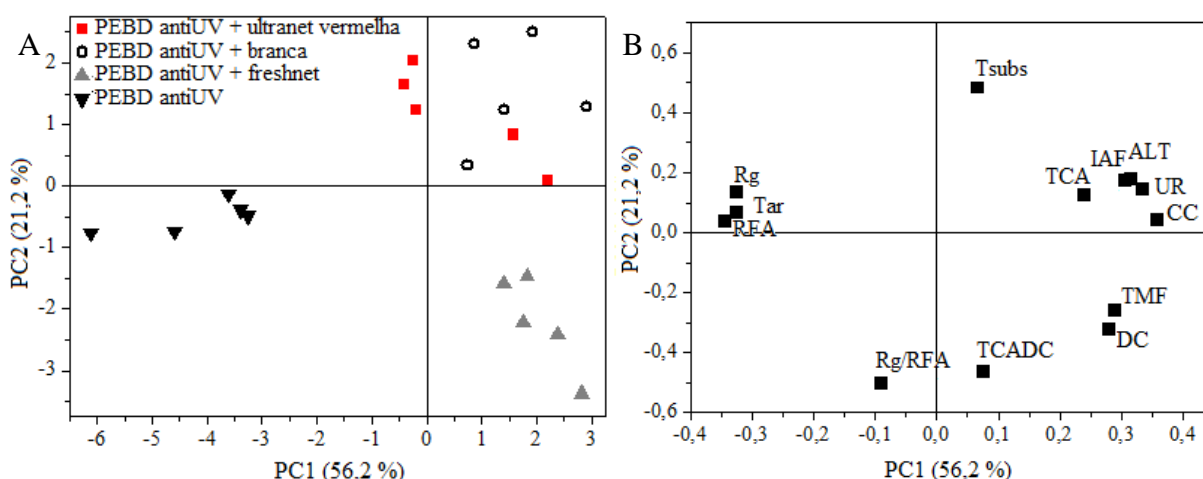 A
PEBD antiUV + ultranet vermelha
PEBD antiUV + branca
PEBD antiUV + freshnet
PEBD antiUV
2
1
0
-1
-2
-3
PC2 (21,2 %)
-6 -5 -4 -3 -2 -1 0 1 2 3
PC1 (56,2 %)
B
0,6
0,4
0,2
0,0
-0,2
-0,4
-0,6
PC2 (21,2 %)
Tsubs
IAF ALT
TCA UR
CC
Rg
Tar
RFA
TMF
DC
TCADC
Rg/RFA
-0,4 -0,3 -0,2 -0,1 0,0 0,1 0,2 0,3 0,4
PC1 (56,2 %)